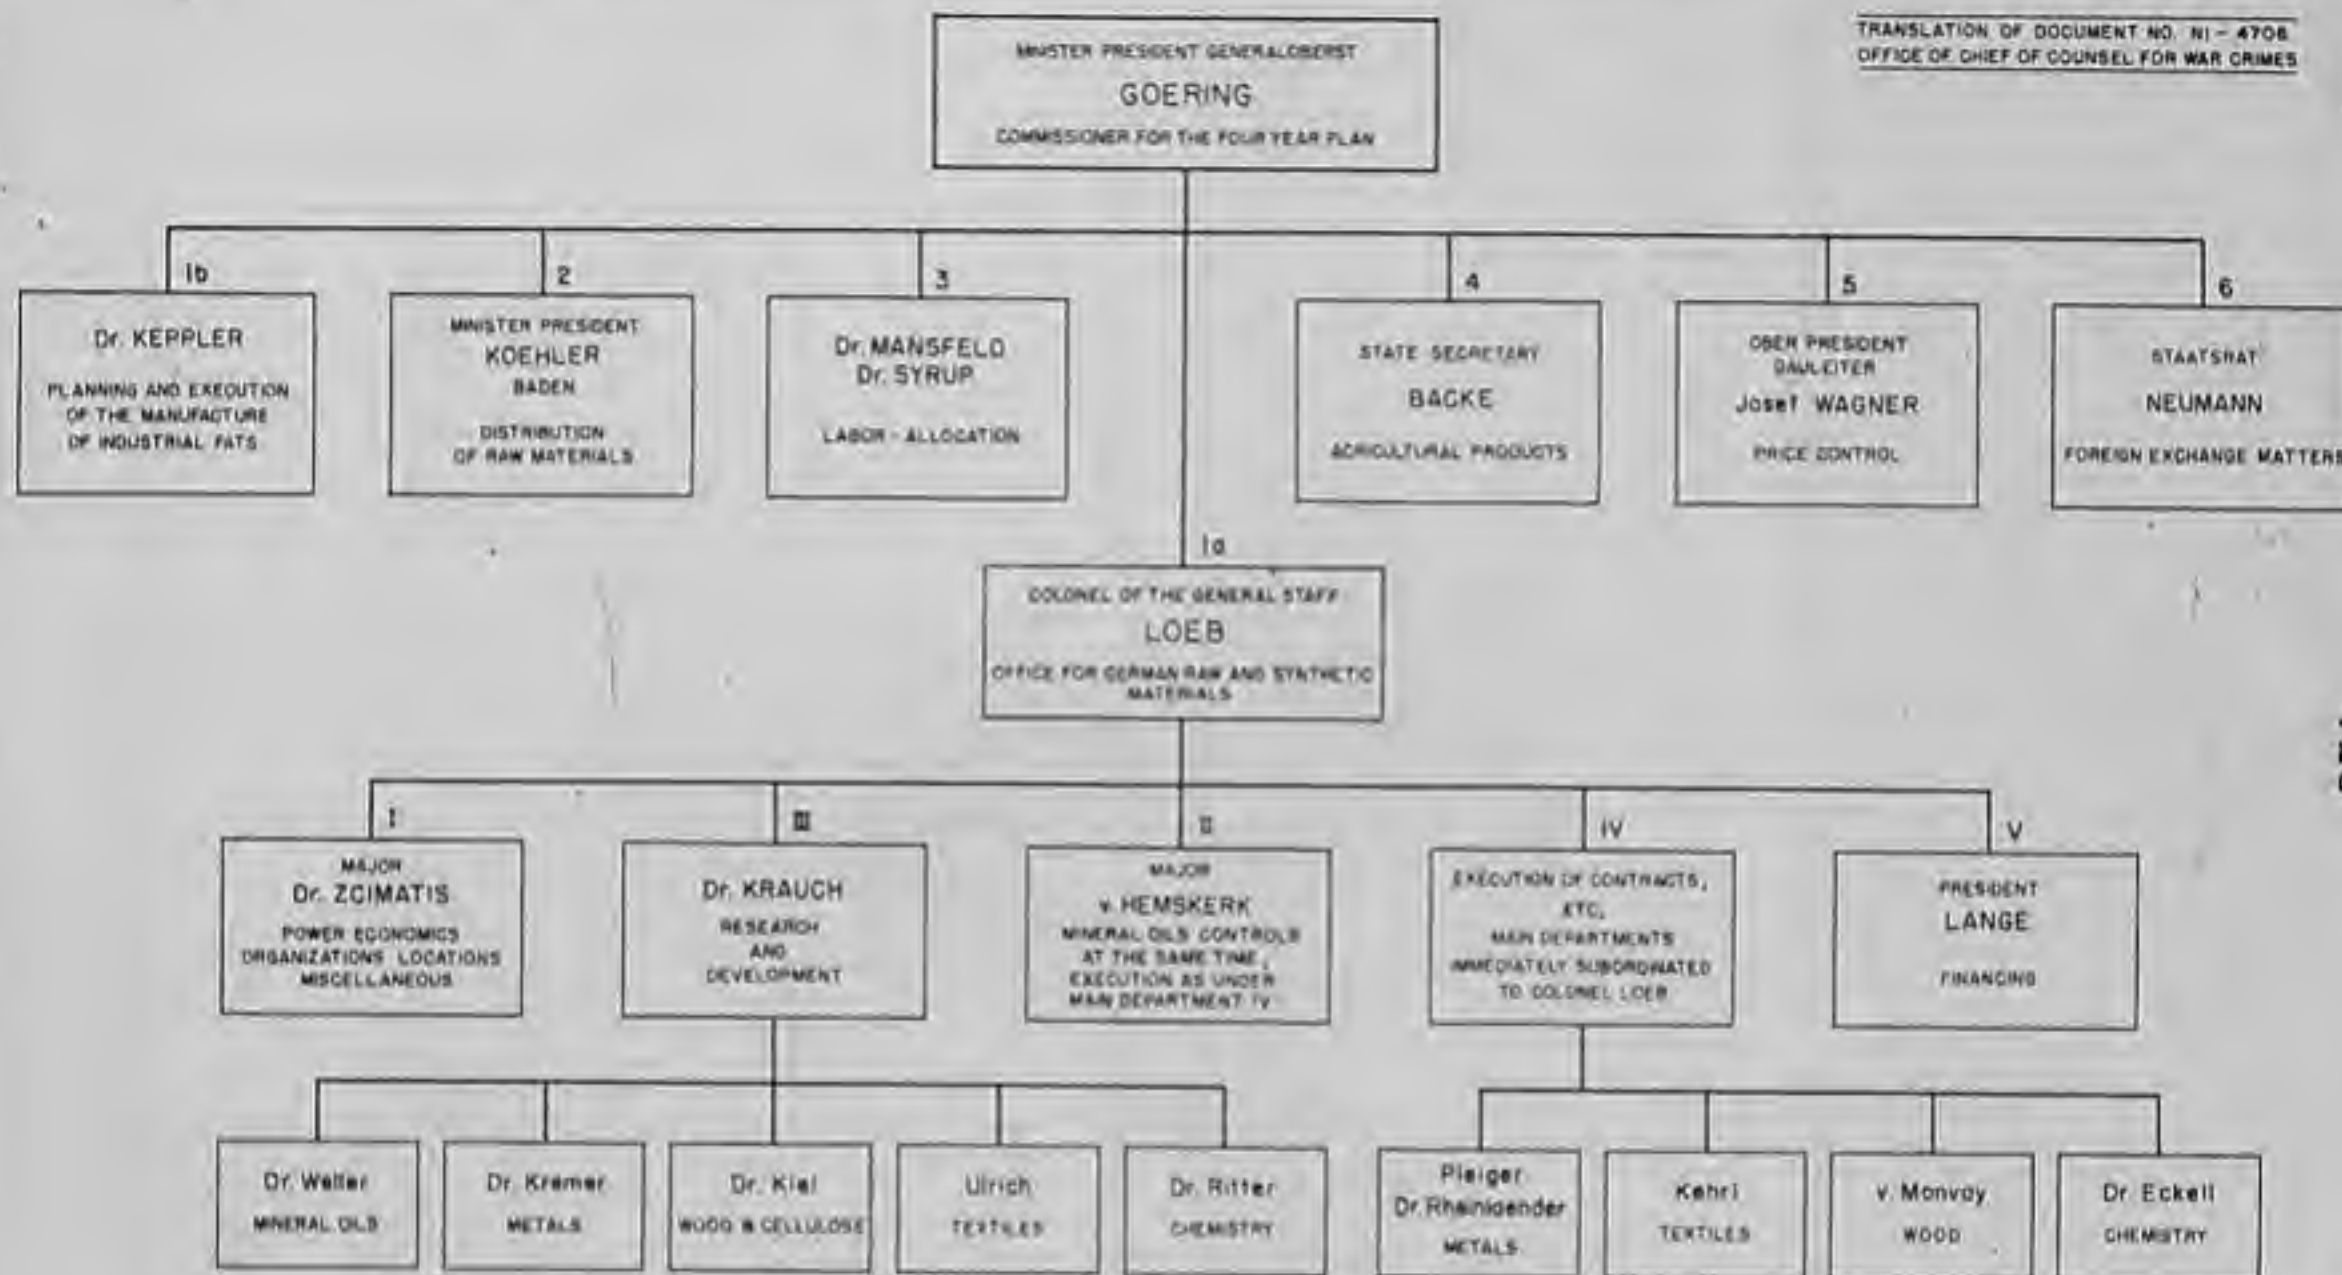 TRANSLATION OF DOCUMENT NO. NI - 4706
OFFICE OF CHIEF OF COUNSEL FOR WAR CRIMES
MINISTER PRESIDENT GENERALOBERST
GOERING
COMMISSIONER FOR THE FOUR YEAR PLAN
Ib
Dr. KEPPLER
PLANNING AND EXECUTION
OF THE MANUFACTURE
OF INDUSTRIAL FATS
2
MINISTER PRESIDENT
KOEHLER
BADEN
DISTRIBUTION
OF RAW MATERIALS
3
Dr. MANSFELD
Dr. SYRUP
LABOR - ALLOCATION
4
STATE SECRETARY
BACKE
AGRICULTURAL PRODUCTS
5
OBER PRESIDENT
GAULEITER
Josef WAGNER
PRICE CONTROL
6
STAATSRAT
NEUMANN
FOREIGN EXCHANGE MATTERS
Ia
COLONEL OF THE GENERAL STAFF
LOEB
OFFICE FOR GERMAN RAW AND SYNTHETIC
MATERIALS
I
MAJOR
Dr. ZCIMATIS
POWER ECONOMICS
ORGANIZATIONS LOCATIONS
MISCELLANEOUS
III
Dr. KRAUCH
RESEARCH
AND
DEVELOPMENT
II
MAJOR
v. HEMSKERK
MINERAL OILS CONTROLS
AT THE SAME TIME,
EXECUTION AS UNDER
MAIN DEPARTMENT IV
IV
EXECUTION OF CONTRACTS,
ETC,
MAIN DEPARTMENTS
IMMEDIATELY SUBORDINATED
TO COLONEL LOEB
V
PRESIDENT
LANGE
FINANCING
Dr. Welter
MINERAL OILS
Dr. Kremer
METALS
Dr. Kiel
WOOD & CELLULOSE
Ulrich
TEXTILES
Dr. Ritter
CHEMISTRY
Pleiger
Dr. Rheinlaender
METALS
Kehrl
TEXTILES
v. Monvoy
WOOD
Dr. Eckell
CHEMISTRY